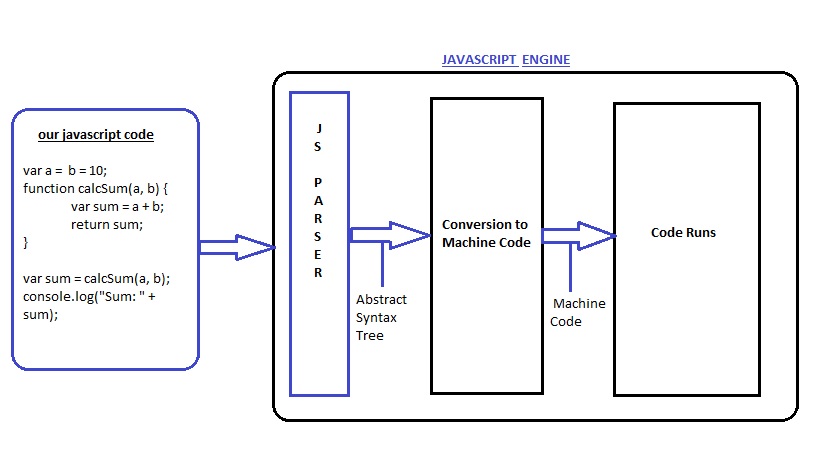 JAVASCRIPT ENGINE
our javascript code
var a = b = 10;
function calcSum(a, b) {
var sum = a + b;
return sum;
}
var sum = calcSum(a, b);
console.log("Sum: " +
sum);
J
S
P
A
R
S
E
R
Abstract
Syntax
Tree
Conversion to
Machine Code
Machine
Code
Code Runs